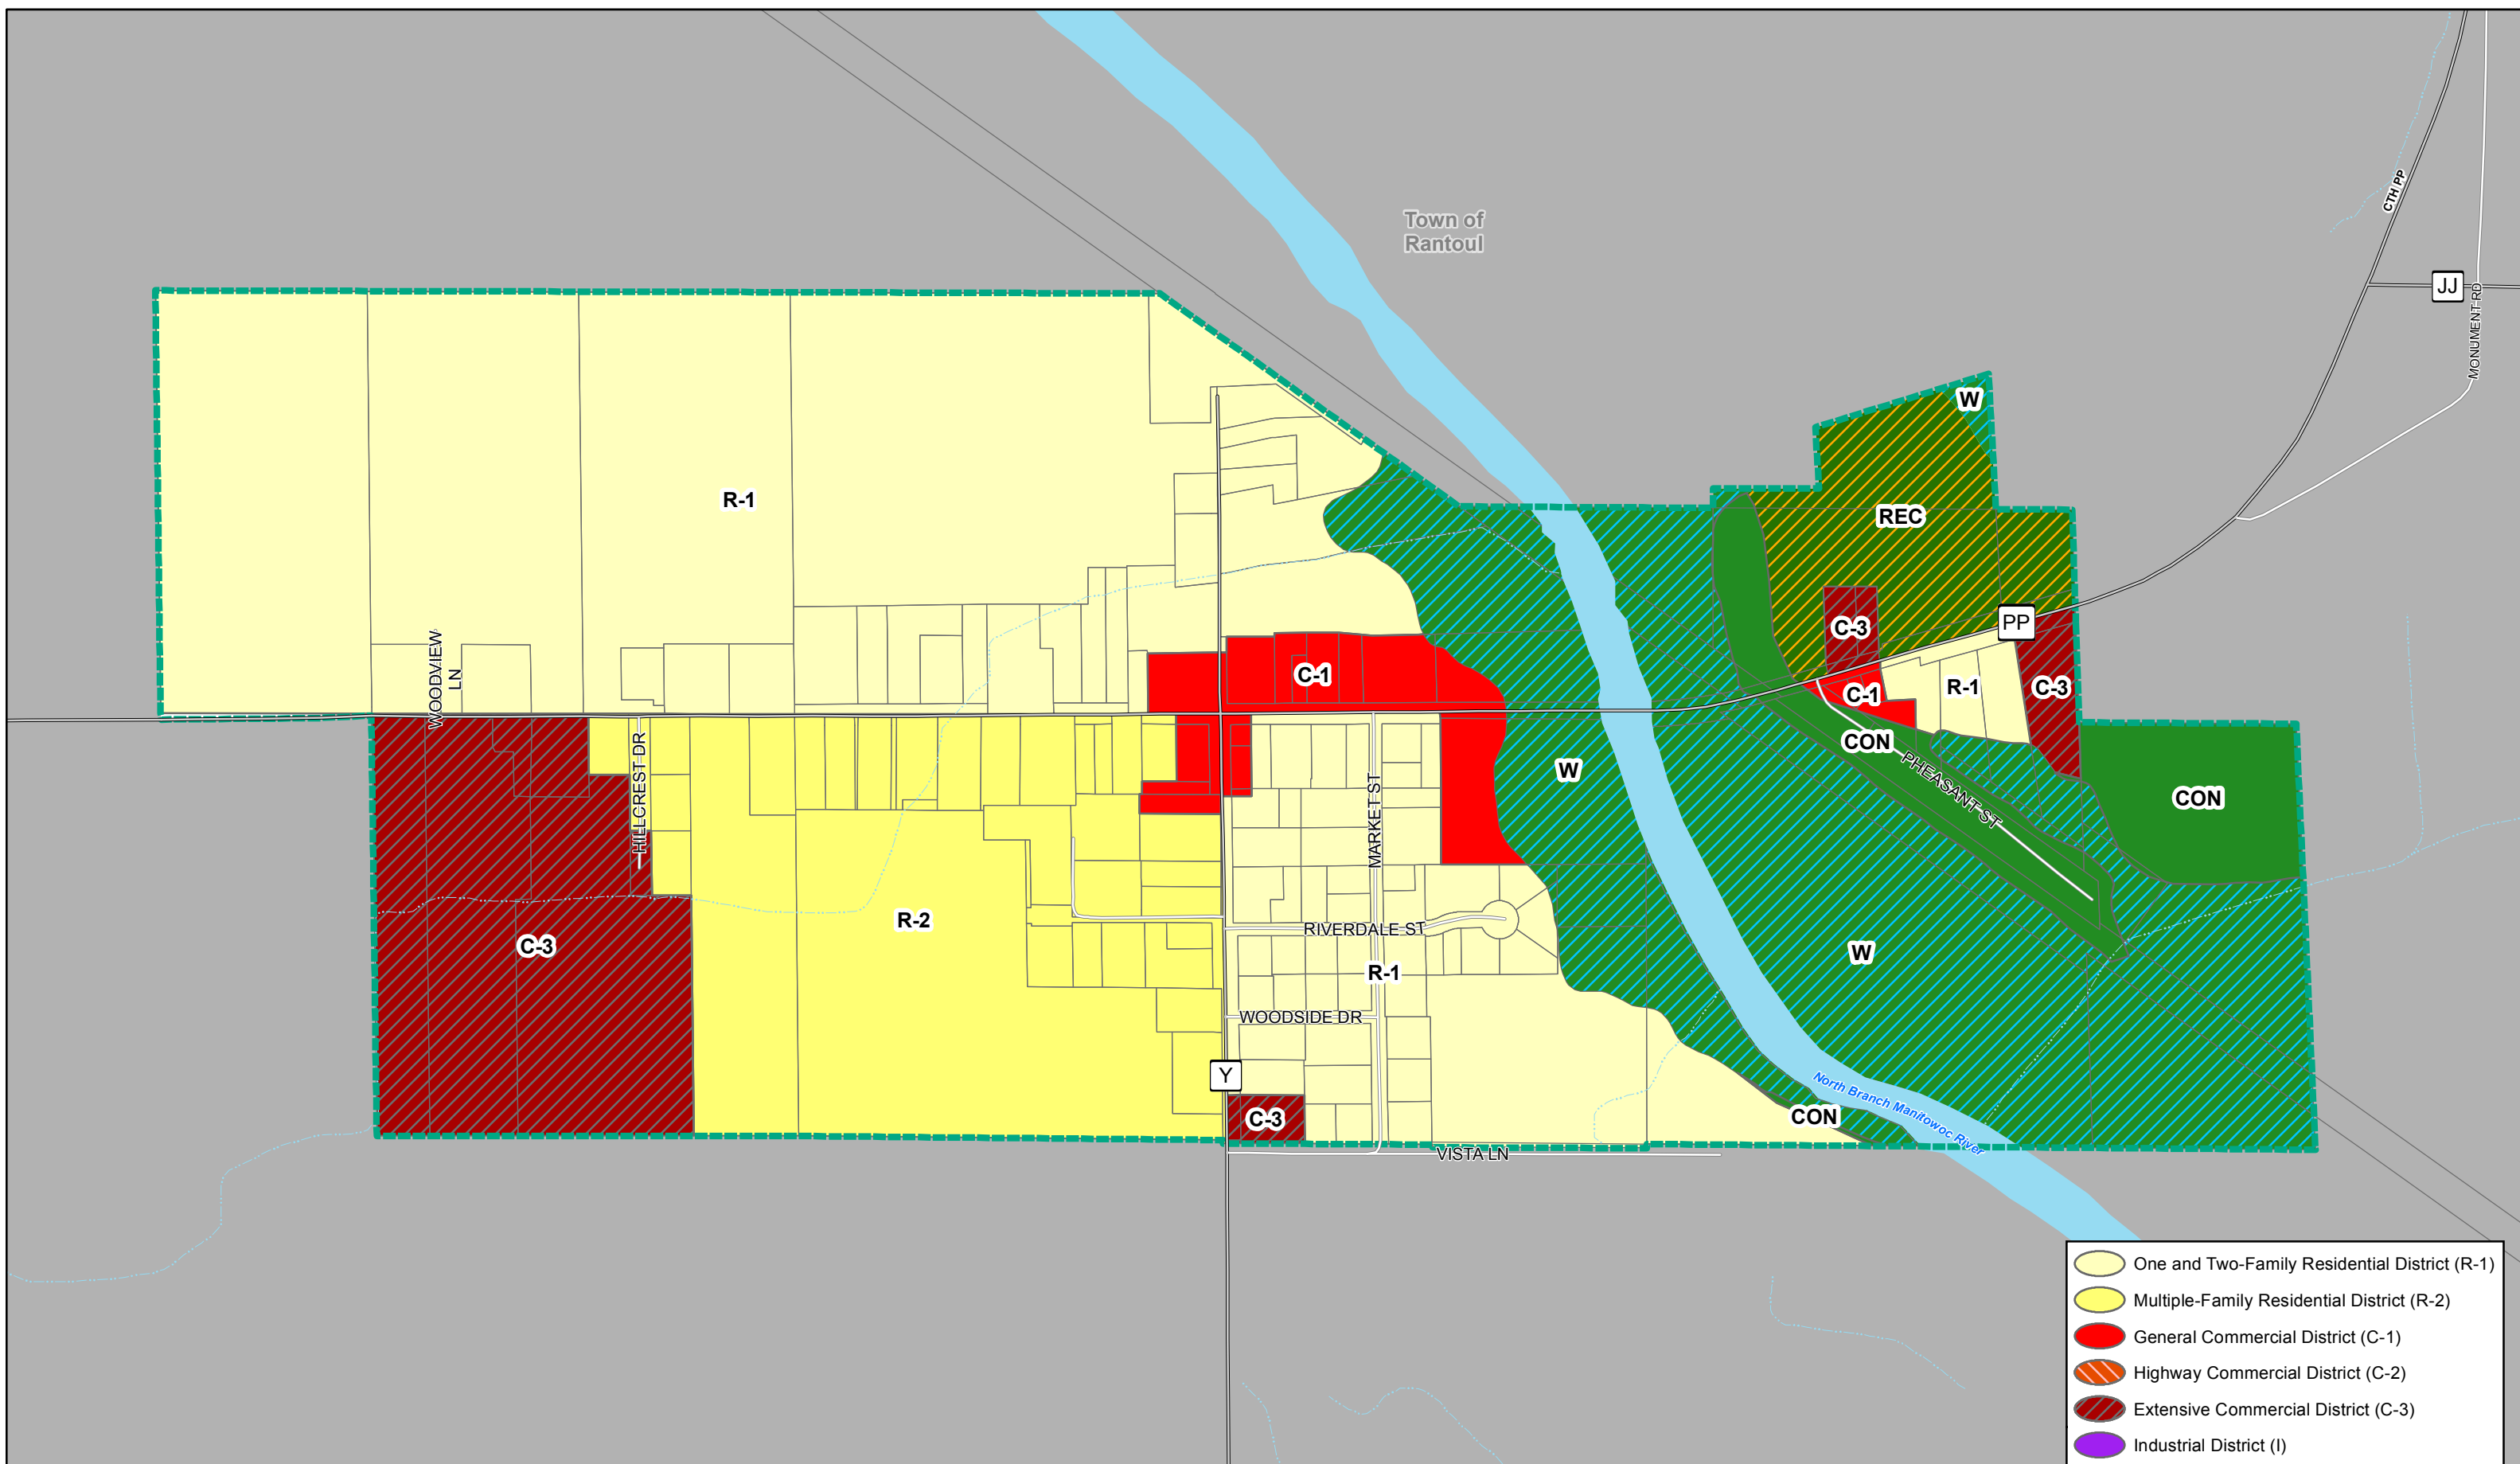 Town of
Rantoul
CTH PP
JJ
MONUMENT RD
W
R-1
REC
PP
C-3
C-1
C-1
R-1
C-3
WOODVIEW
LN
HILLCREST DR
MARKET ST
CON
W
PHEASANT ST
CON
R-2
C-3
RIVERDALE ST
W
R-1
WOODSIDE DR
Y
C-3
North Branch Manitowoc River
CON
VISTA LN
One and Two-Family Residential District (R-1)
Multiple-Family Residential District (R-2)
General Commercial District (C-1)
Highway Commercial District (C-2)
Extensive Commercial District (C-3)
Industrial District (I)